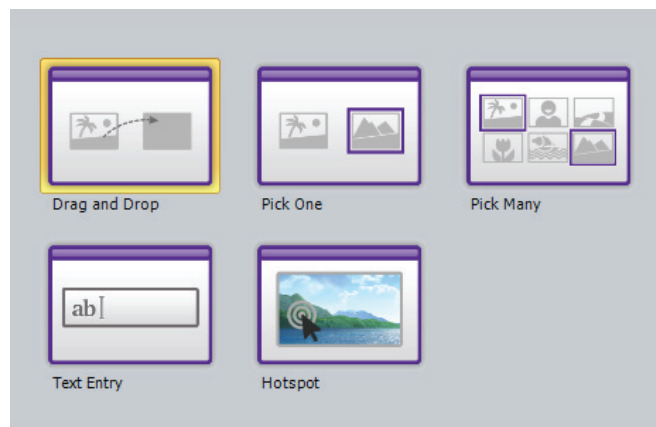 Drag and Drop
Pick One
Pick Many
ab
Text Entry
Hotspot